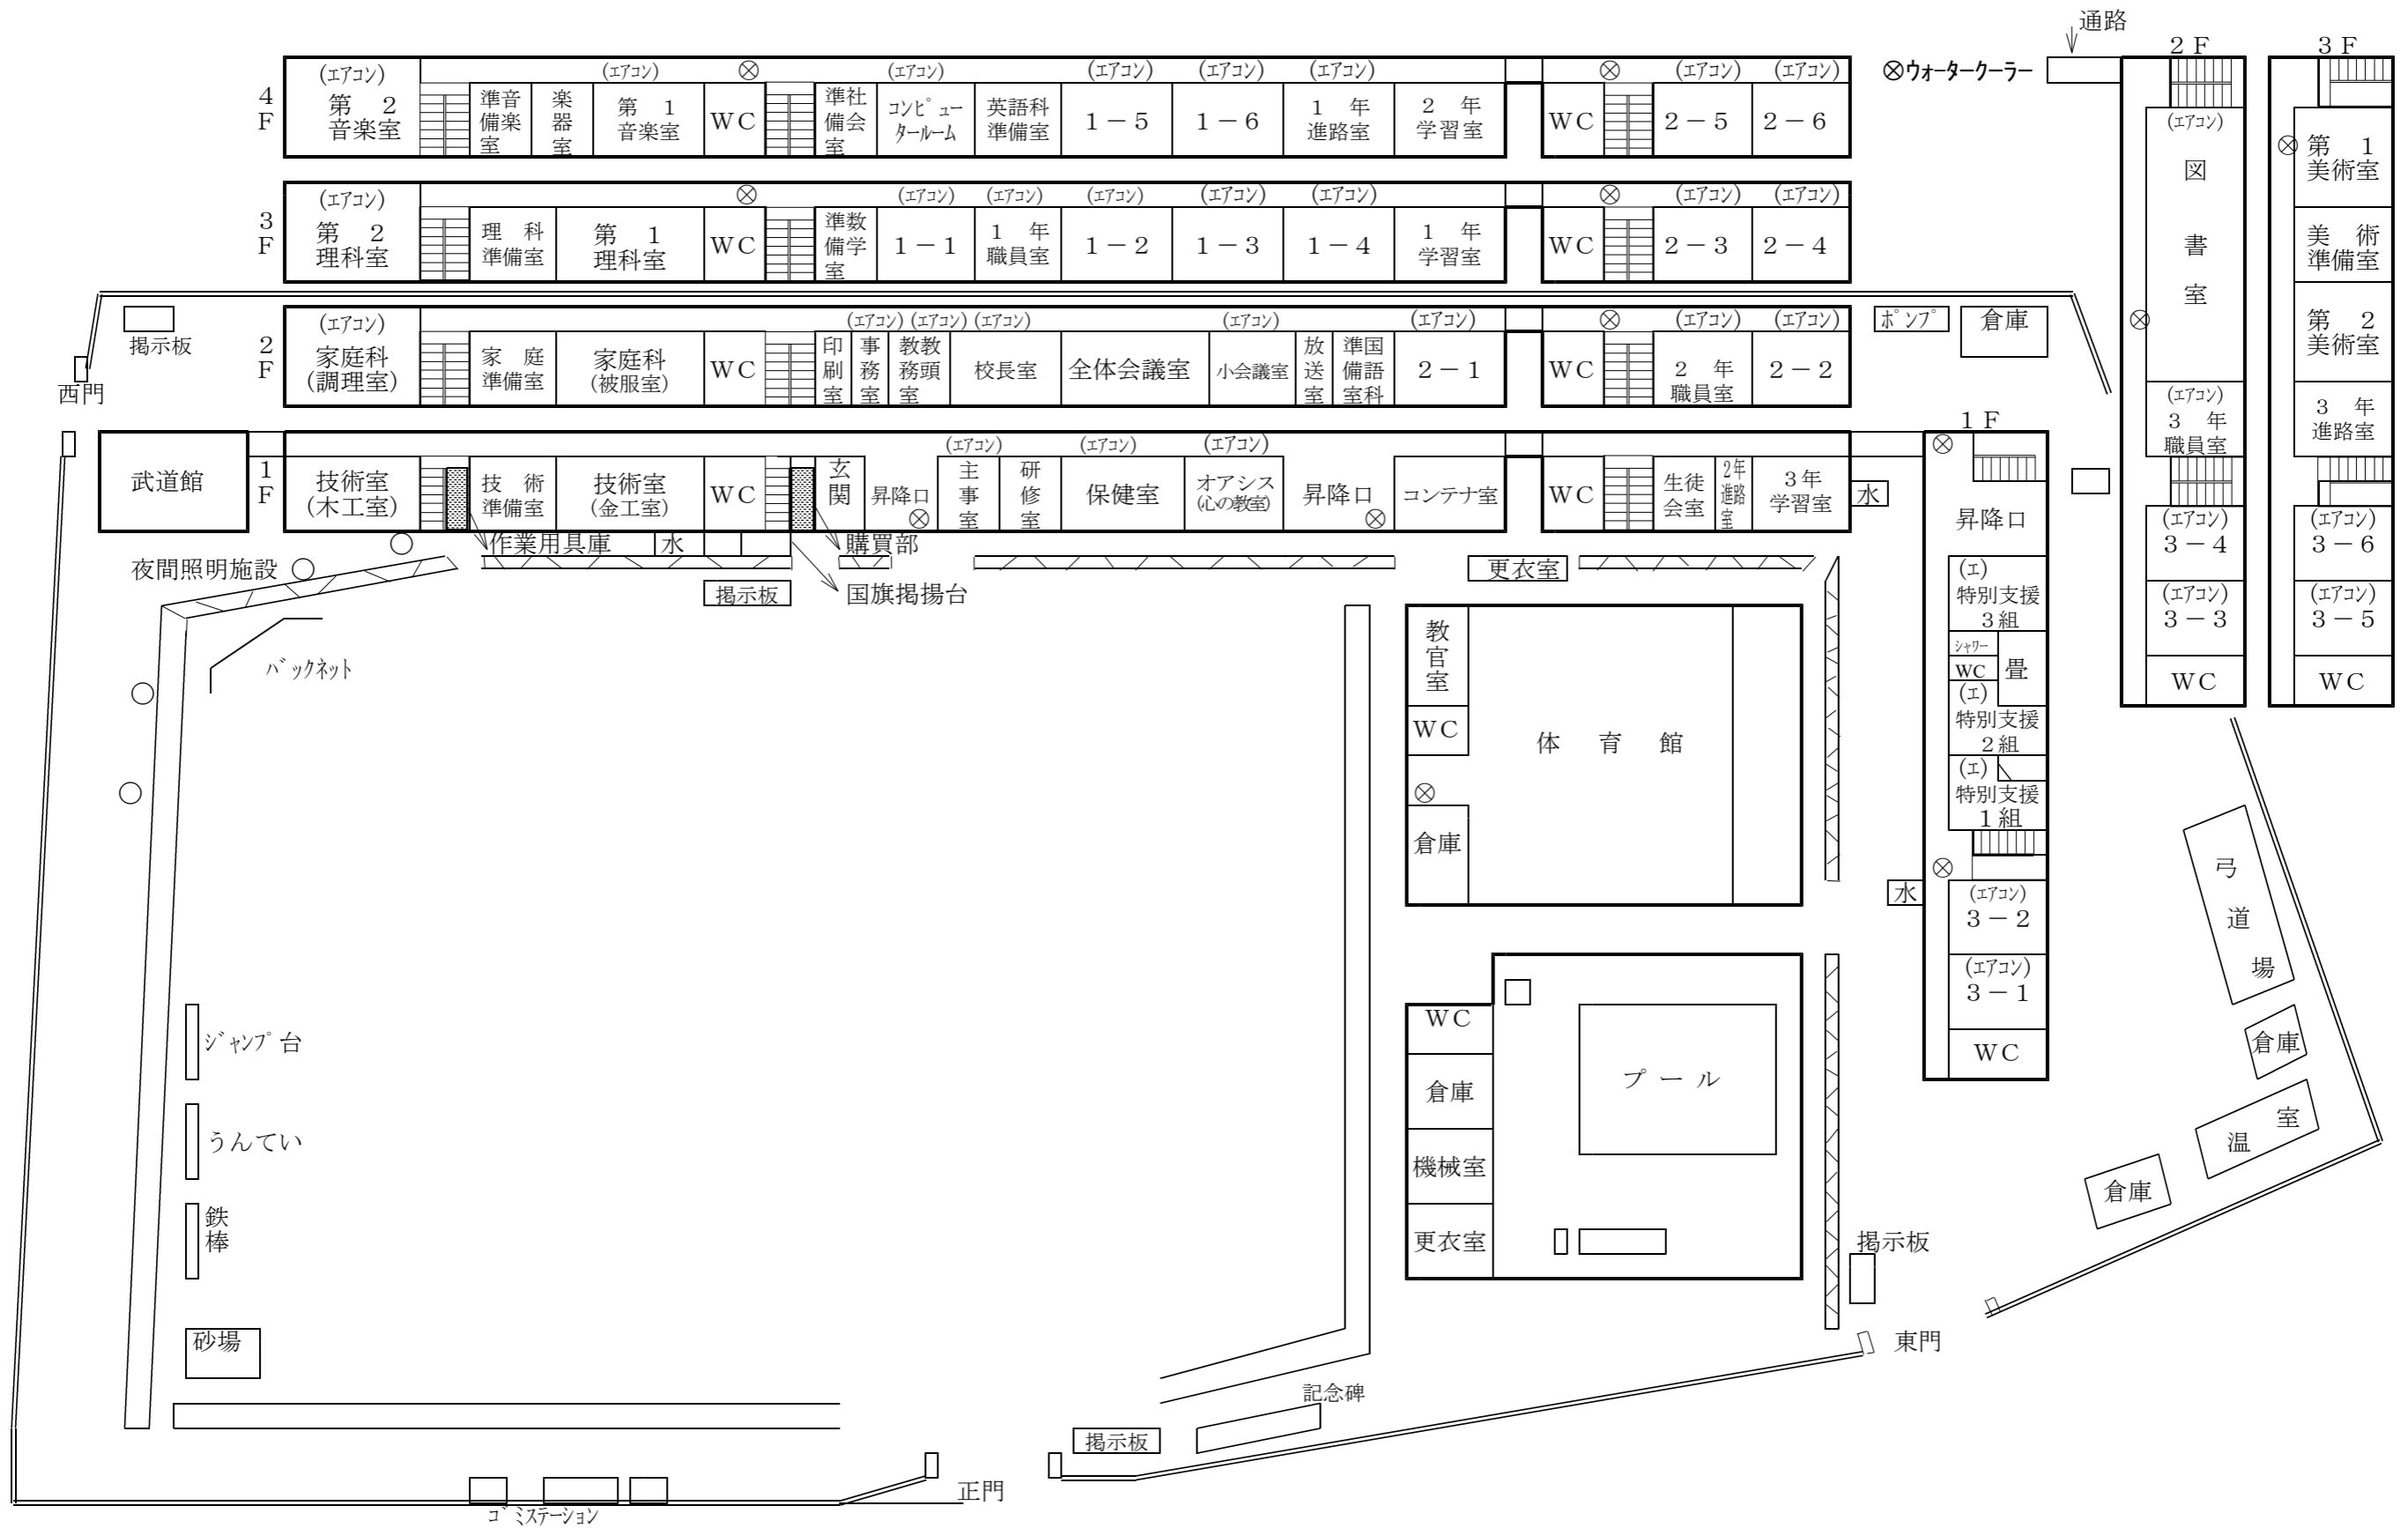 通路
2F
3F
⊗ウォータークーラー
4F
(エアコン)
第 2
音楽室
準音
備楽
室
楽器室
(エアコン)
第 1
音楽室
WC
準社
備会
室
(エアコン)
コンピュー
タールーム
英語科
準備室
(エアコン)
1-5
(エアコン)
1-6
(エアコン)
1 年
進路室
2 年
学習室
WC
(エアコン)
2-5
(エアコン)
2-6
3F
(エアコン)
第 2
理科室
理 科
準備室
第 1
理科室
WC
準数
備学
室
(エアコン)
1-1
(エアコン)
1 年
職員室
(エアコン)
1-2
(エアコン)
1-3
(エアコン)
1-4
1 年
学習室
WC
(エアコン)
2-3
(エアコン)
2-4
掲示板
西門
2F
(エアコン)
家庭科
(調理室)
家 庭
準備室
家庭科
(被服室)
WC
印刷室
(エアコン)
事務室
(エアコン)
教教
務頭
室
(エアコン)
校長室
全体会議室
(エアコン)
小会議室
放送室
準国
備語
室科
(エアコン)
2-1
WC
(エアコン)
2 年
職員室
(エアコン)
2-2
ポンプ
倉庫
武道館
1F
技術室
(木工室)
技 術
準備室
技術室
(金工室)
WC
玄関
昇降口
(エアコン)
主事室
研修室
(エアコン)
保健室
(エアコン)
オアシス
(心の教室)
昇降口
コンテナ室
WC
生徒
会室
2年
進路
室
3年
学習室
水
作業用具庫
水
購買部
国旗掲揚台
掲示板
夜間照明施設
バックネット
更衣室
1F
昇降口
(エ)
特別支援
3組
シャワー
WC
畳
(エ)
特別支援
2組
(エ)
特別支援
1組
水
(エアコン)
3-2
(エアコン)
3-1
WC
(エアコン)
図書室
(エアコン)
3 年
職員室
(エアコン)
3-4
(エアコン)
3-3
WC
第 1
美術室
美 術
準備室
第 2
美術室
3 年
進路室
(エアコン)
3-6
(エアコン)
3-5
WC
教官室
WC
倉庫
体 育 館
WC
倉庫
機械室
更衣室
プール
弓道場
倉庫
温室
倉庫
掲示板
東門
ジャンプ台
うんてい
鉄棒
砂場
記念碑
掲示板
正門
ゴミステーション